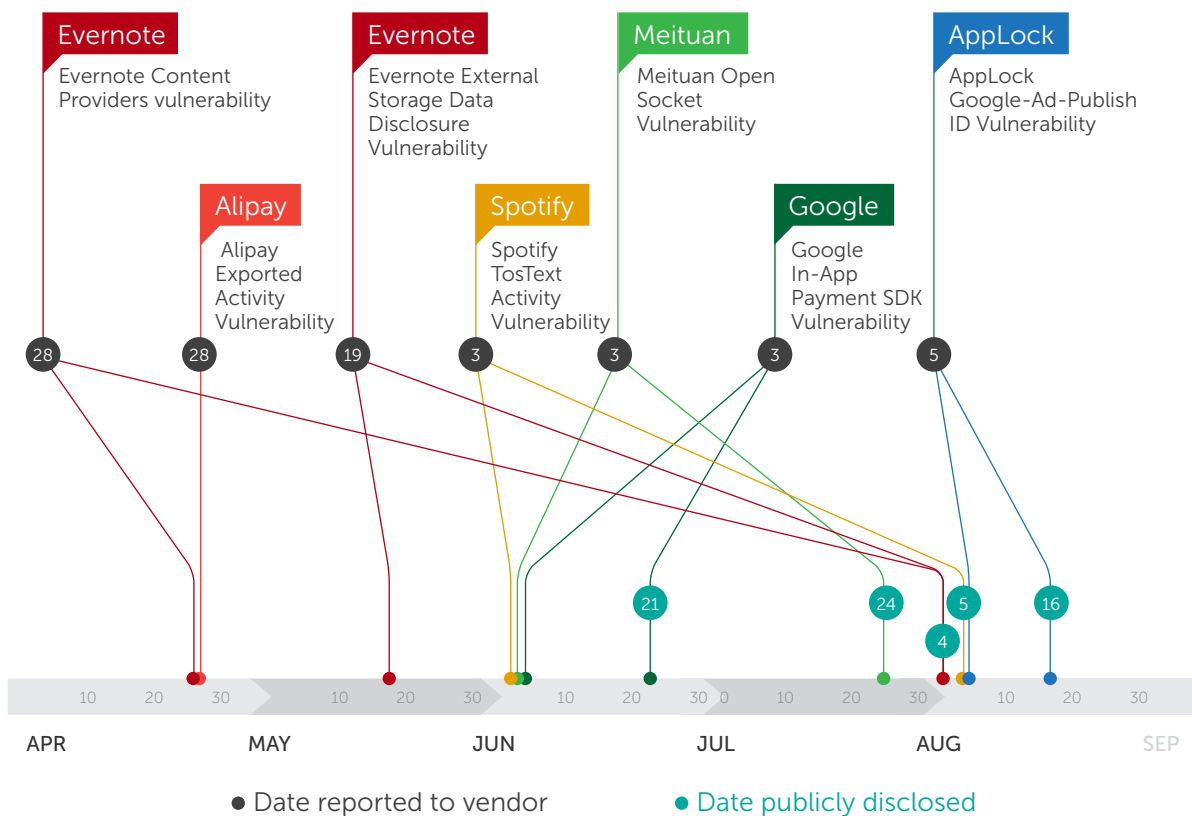 Evernote
Evernote Content
Providers vulnerability
Evernote
Evernote External
Storage Data
Disclosure
Vulnerability
Meituan
Meituan Open
Socket
Vulnerability
AppLock
AppLock
Google-Ad-Publish
ID Vulnerability
Alipay
Alipay
Exported
Activity
Vulnerability
Spotify
Spotify
TosText
Activity
Vulnerability
Google
Google
In-App
Payment SDK
Vulnerability
28
28
19
3
3
3
5
21
24
5
16
4
10 20 30 10 20 10 20 30 0 10 20 30 10 20 30
APR MAY JUN JUL AUG SEP
Date reported to vendor
Date publicly disclosed